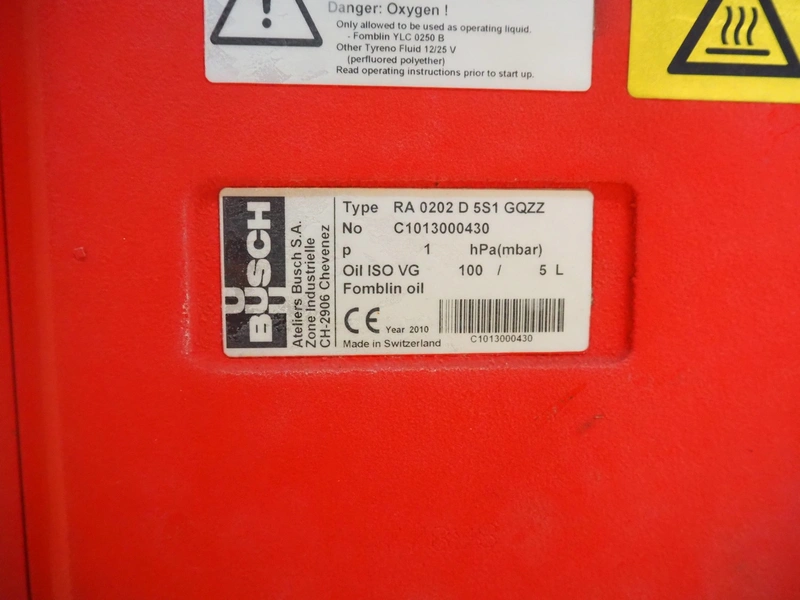 Danger: Oxygen !
Only allowed to be used as operating liquid.
- Fomblin YLC 0250 B
Other Tyreno Fluid 12/25 V
(perfluored polyether)
Read operating instructions prior to start up.
BUSCH
Ateliers Busch S.A.
Zone Industrielle
CH-2906 Chevenez
Type RA 0202 D 5S1 GQZZ
No C1013000430
p 1 hPa(mbar)
Oil ISO VG 100 / 5 L
Fomblin oil
CE Year 2010
Made in Switzerland
C1013000430